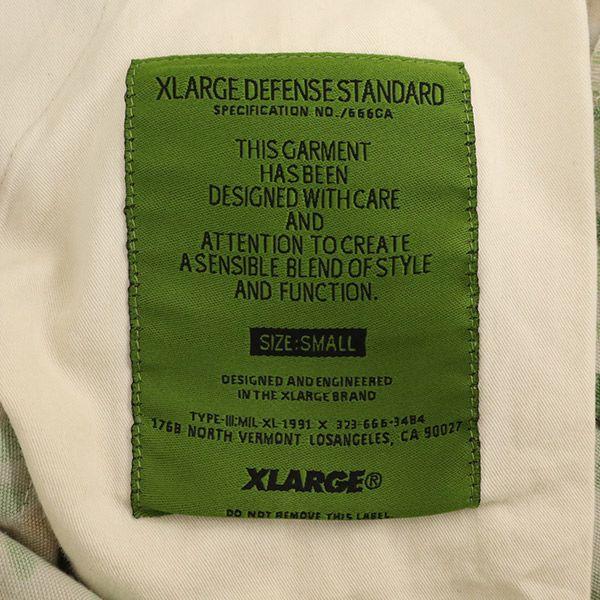 XLARGE DEFENSE STANDARD
SPECIFICATION NO./666CA
THIS GARMENT
HAS BEEN
DESIGNED WITH CARE
AND
ATTENTION TO CREATE
A SENSIBLE BLEND OF STYLE
AND FUNCTION.
SIZE:SMALL
DESIGNED AND ENGINEERED
IN THE XLARGE BRAND
TYPE-III:MIL-XL-1991 X 323-666-3484
1768 NORTH VERMONT LOSANGELES, CA 90027
XLARGE®
DO NOT REMOVE THIS LABEL